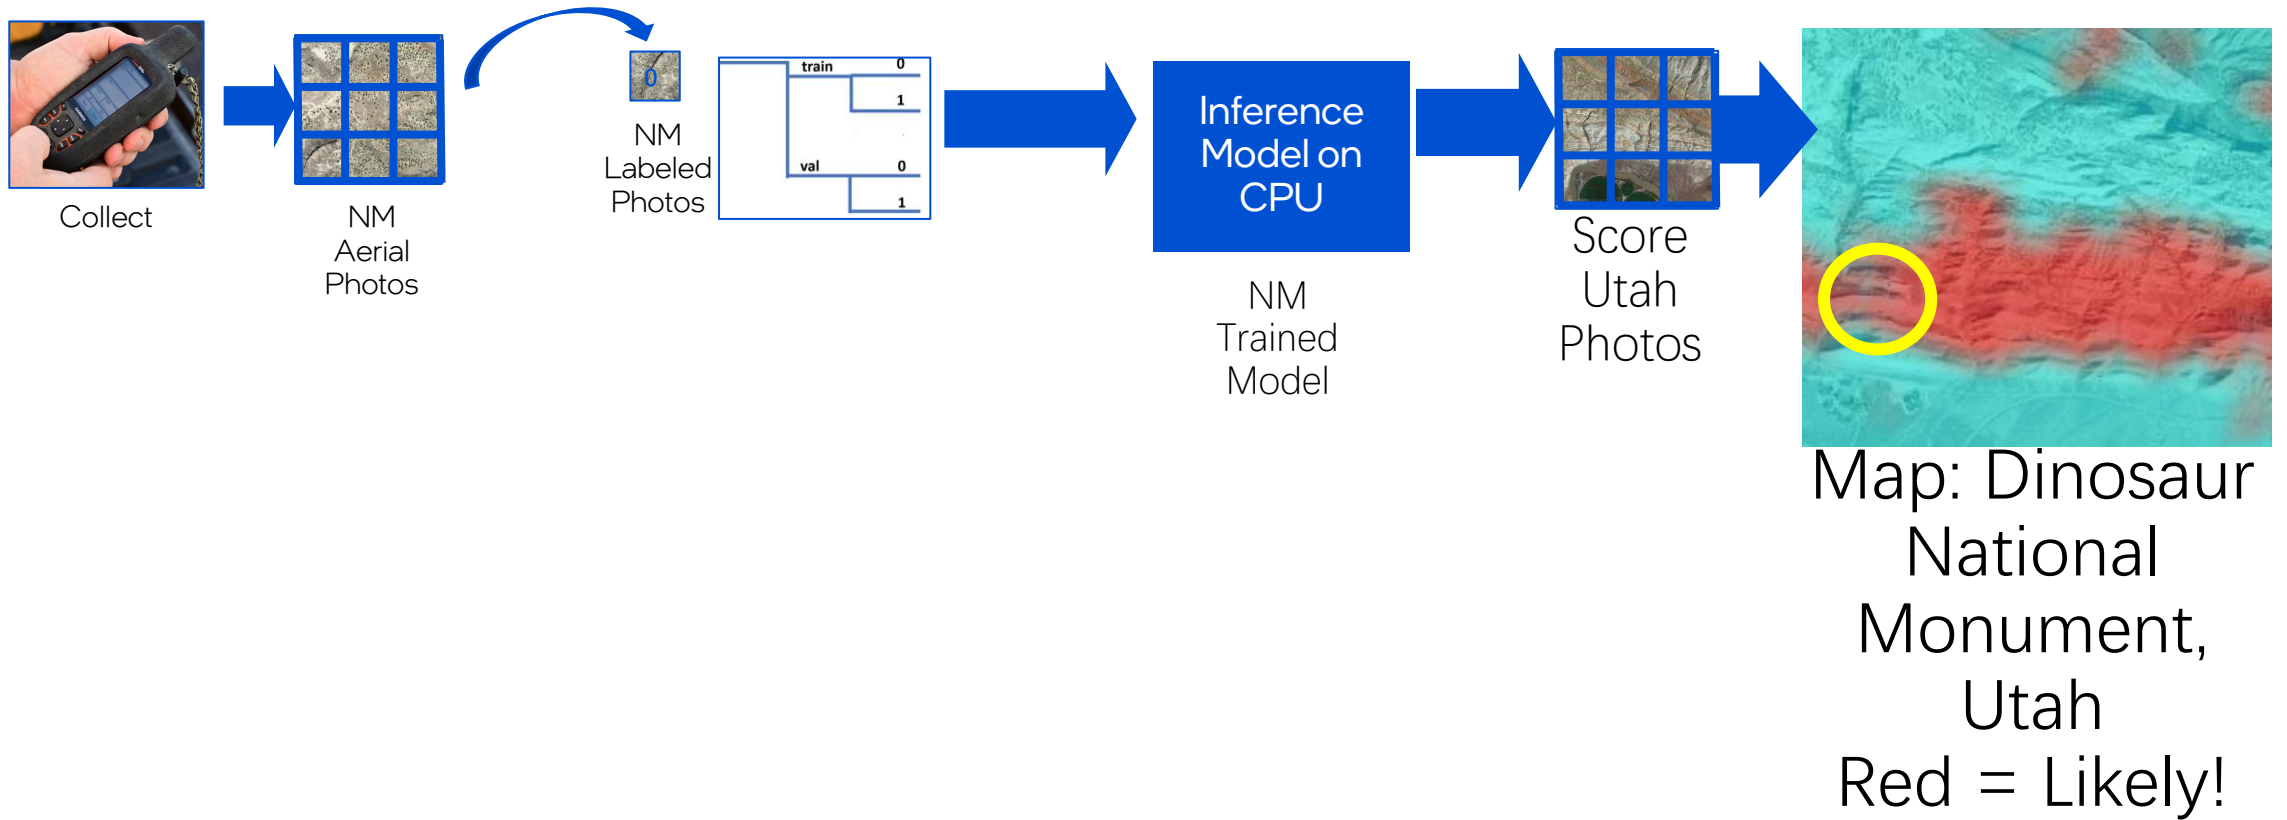 Collect
NM
Aerial
Photos
0
NM
Labeled
Photos
train
0
1
val
0
1
Inference
Model on
CPU
NM
Trained
Model
Score
Utah
Photos
Map: Dinosaur
National
Monument,
Utah
Red = Likely!